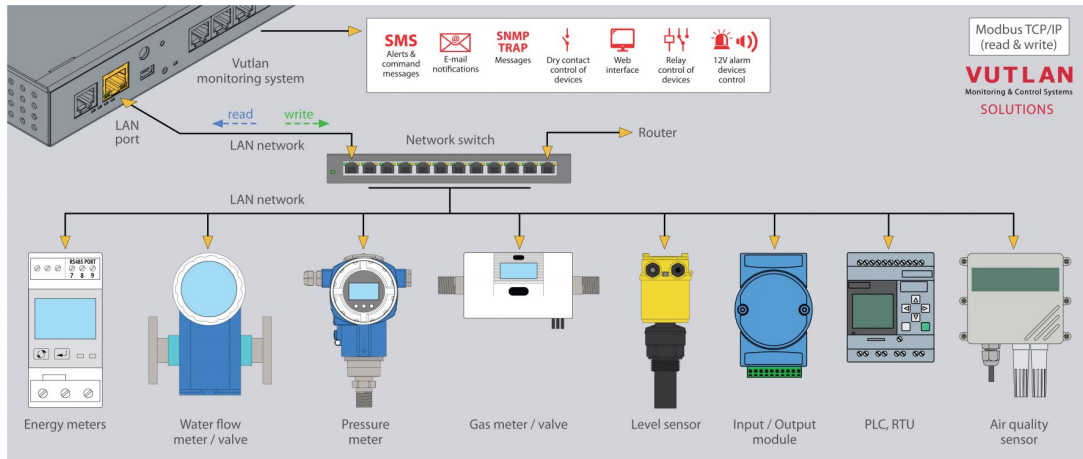 Vutlan
monitoring system
SMS
Alerts &
command
messages
E-mail
notifications
SNMP
TRAP
Messages
Dry contact
control of
devices
Web
interface
Relay
control of
devices
12V alarm
devices
control
Modbus TCP/IP
(read & write)
VUTLAN
Monitoring & Control Systems
SOLUTIONS
LAN
port
read
write
LAN network
Network switch
Router
LAN network
RS485 PORT
7 8 9
Energy meters
Water flow
meter / valve
Pressure
meter
Gas meter / valve
Level sensor
Input / Output
module
PLC, RTU
Air quality
sensor